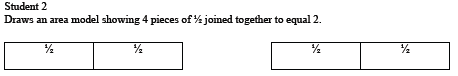 Student 2
Draws an area model showing 4 pieces of ½ joined together to equal 2.
½ ½ ½ ½